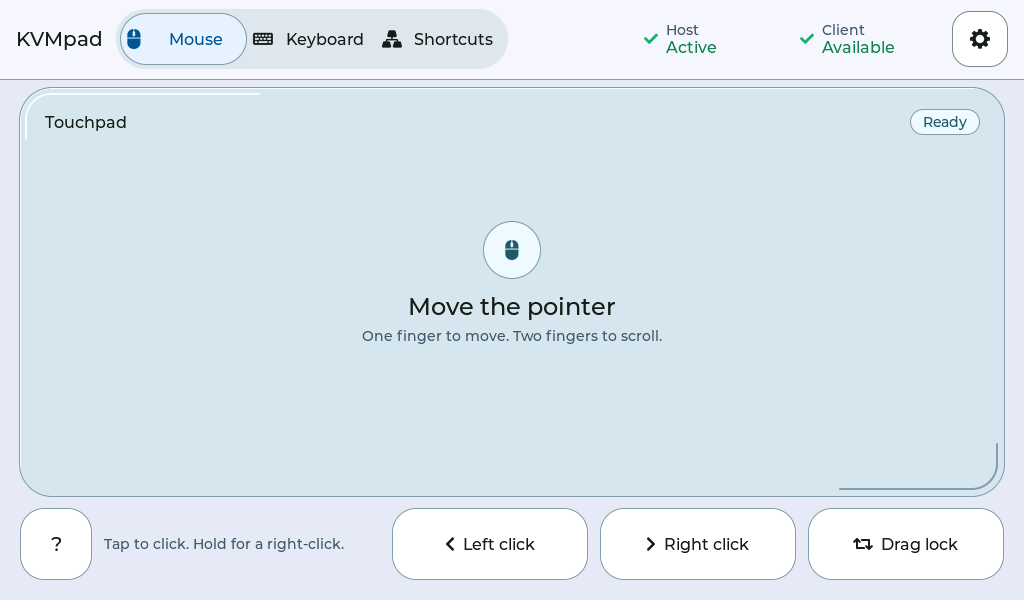 KVMpad
Mouse
Keyboard
Shortcuts
Host
Active
Client
Available
Touchpad
Ready
Move the pointer
One finger to move. Two fingers to scroll.
?
Tap to click. Hold for a right-click.
Left click
Right click
Drag lock